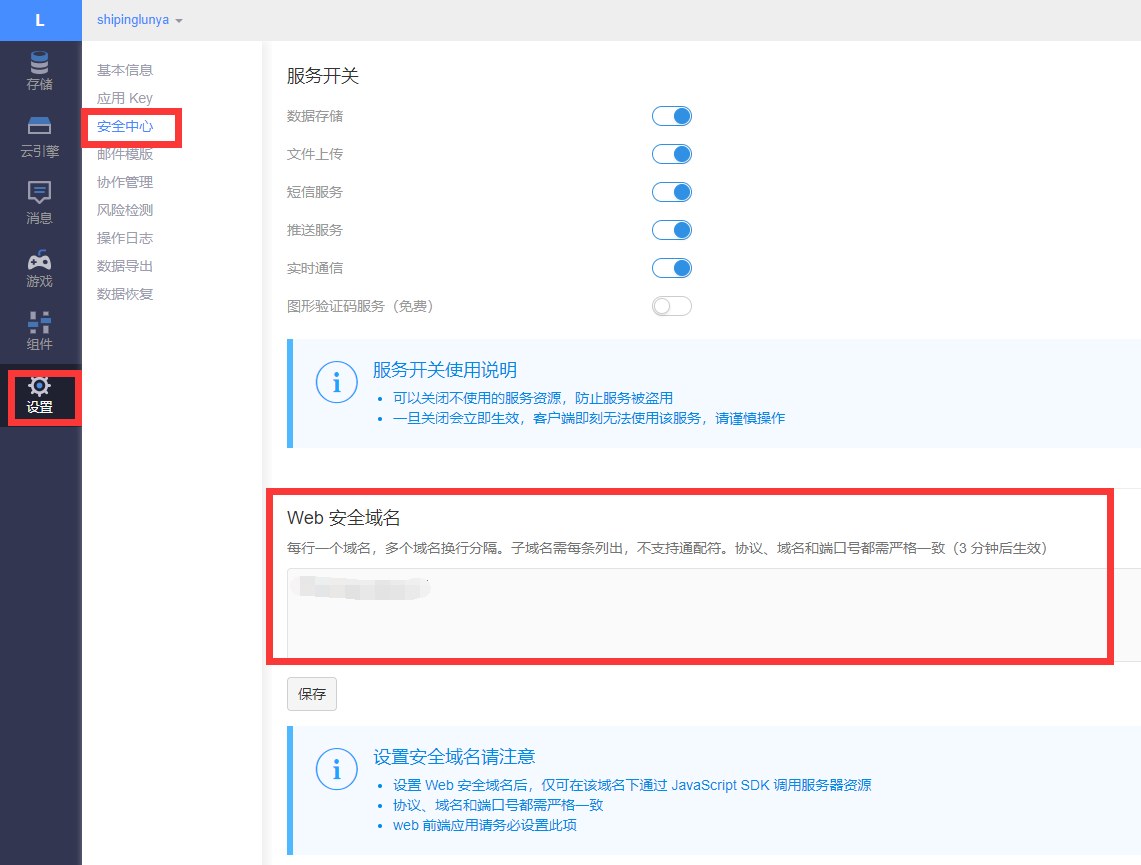 L
shipinglunya
存储
云引擎
消息
游戏
组件
设置
基本信息
应用 Key
安全中心
邮件模版
协作管理
风险检测
操作日志
数据导出
数据恢复
服务开关
数据存储
文件上传
短信服务
推送服务
实时通信
图形验证码服务（免费）
服务开关使用说明
可以关闭不使用的服务资源，防止服务被盗用
一旦关闭会立即生效，客户端即刻无法使用该服务，请谨慎操作
Web 安全域名
每行一个域名，多个域名换行分隔。子域名需每条列出，不支持通配符。协议、域名和端口号都需严格一致（3 分钟后生效）
保存
设置安全域名请注意
设置 Web 安全域名后，仅可在该域名下通过 JavaScript SDK 调用服务器资源
协议、域名和端口号都需严格一致
web 前端应用请务必设置此项